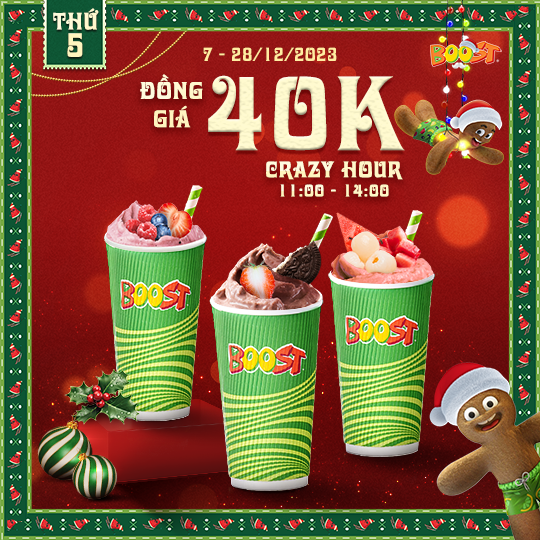 THỨ
5
7 - 28/12/2023
BOOST
ĐỒNG
GIÁ
40K
CRAZY HOUR
11:00 - 14:00
BOOST
BOOST
BOOST